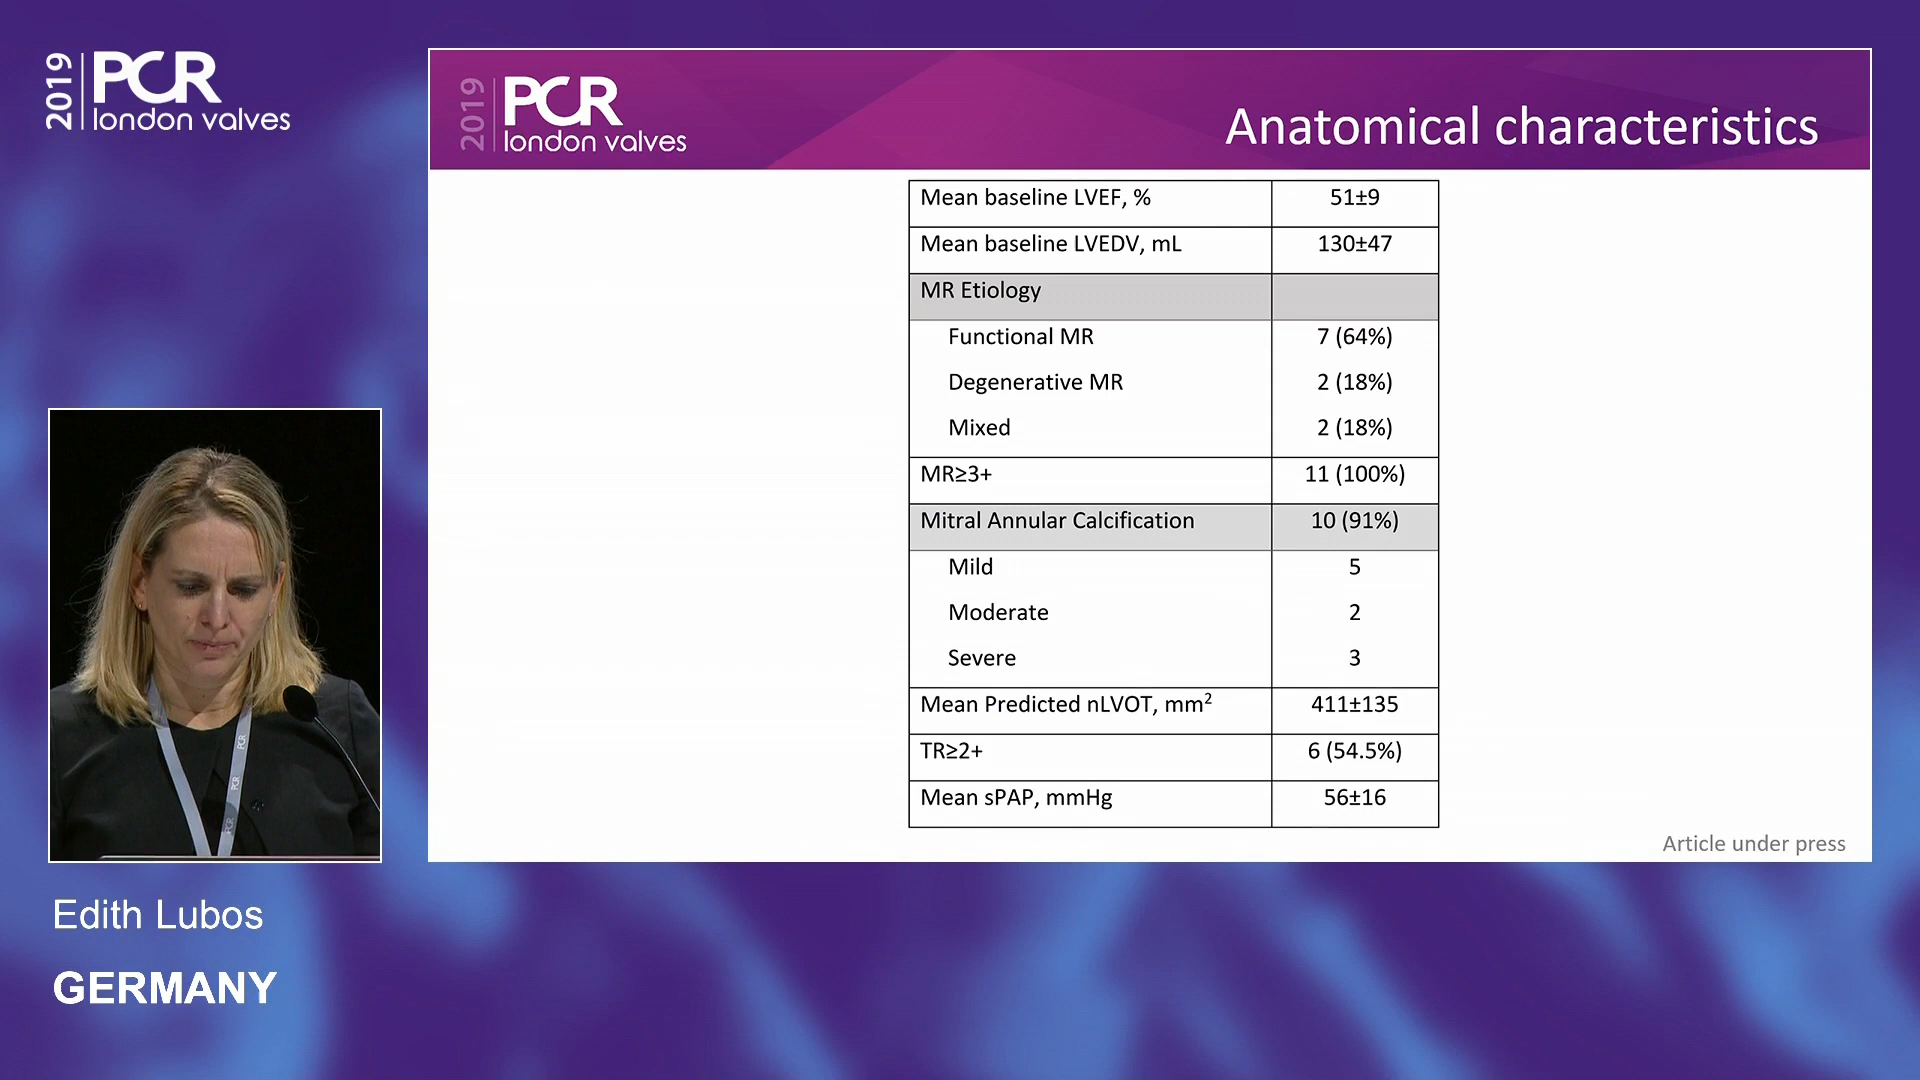 2019
PCR
london valves
2019
PCR
london valves
Anatomical characteristics
Mean baseline LVEF, % 51±9
Mean baseline LVEDV, mL 130±47
MR Etiology
Functional MR 7 (64%)
Degenerative MR 2 (18%)
Mixed 2 (18%)
MR≥3+ 11 (100%)
Mitral Annular Calcification 10 (91%)
Mild 5
Moderate 2
Severe 3
Mean Predicted nLVOT, mm² 411±135
TR≥2+ 6 (54.5%)
Mean sPAP, mmHg 56±16
Article under press
PCR
PCR
PCR
Edith Lubos
GERMANY